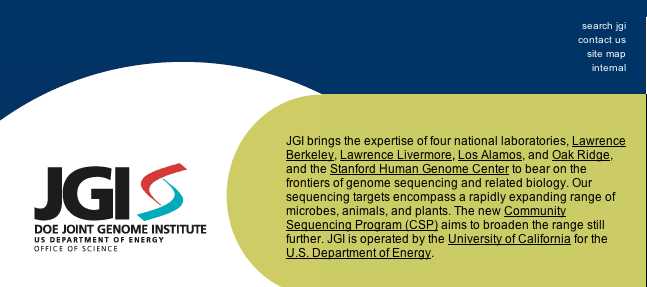 search jgi
contact us
site map
internal
JGI brings the expertise of four national laboratories, Lawrence
Berkeley, Lawrence Livermore, Los Alamos, and Oak Ridge,
and the Stanford Human Genome Center to bear on the
frontiers of genome sequencing and related biology. Our
sequencing targets encompass a rapidly expanding range of
microbes, animals, and plants. The new Community
Sequencing Program (CSP) aims to broaden the range still
further. JGI is operated by the University of California for the
U.S. Department of Energy.
JGI
DOE JOINT GENOME INSTITUTE
US DEPARTMENT OF ENERGY
OFFICE OF SCIENCE